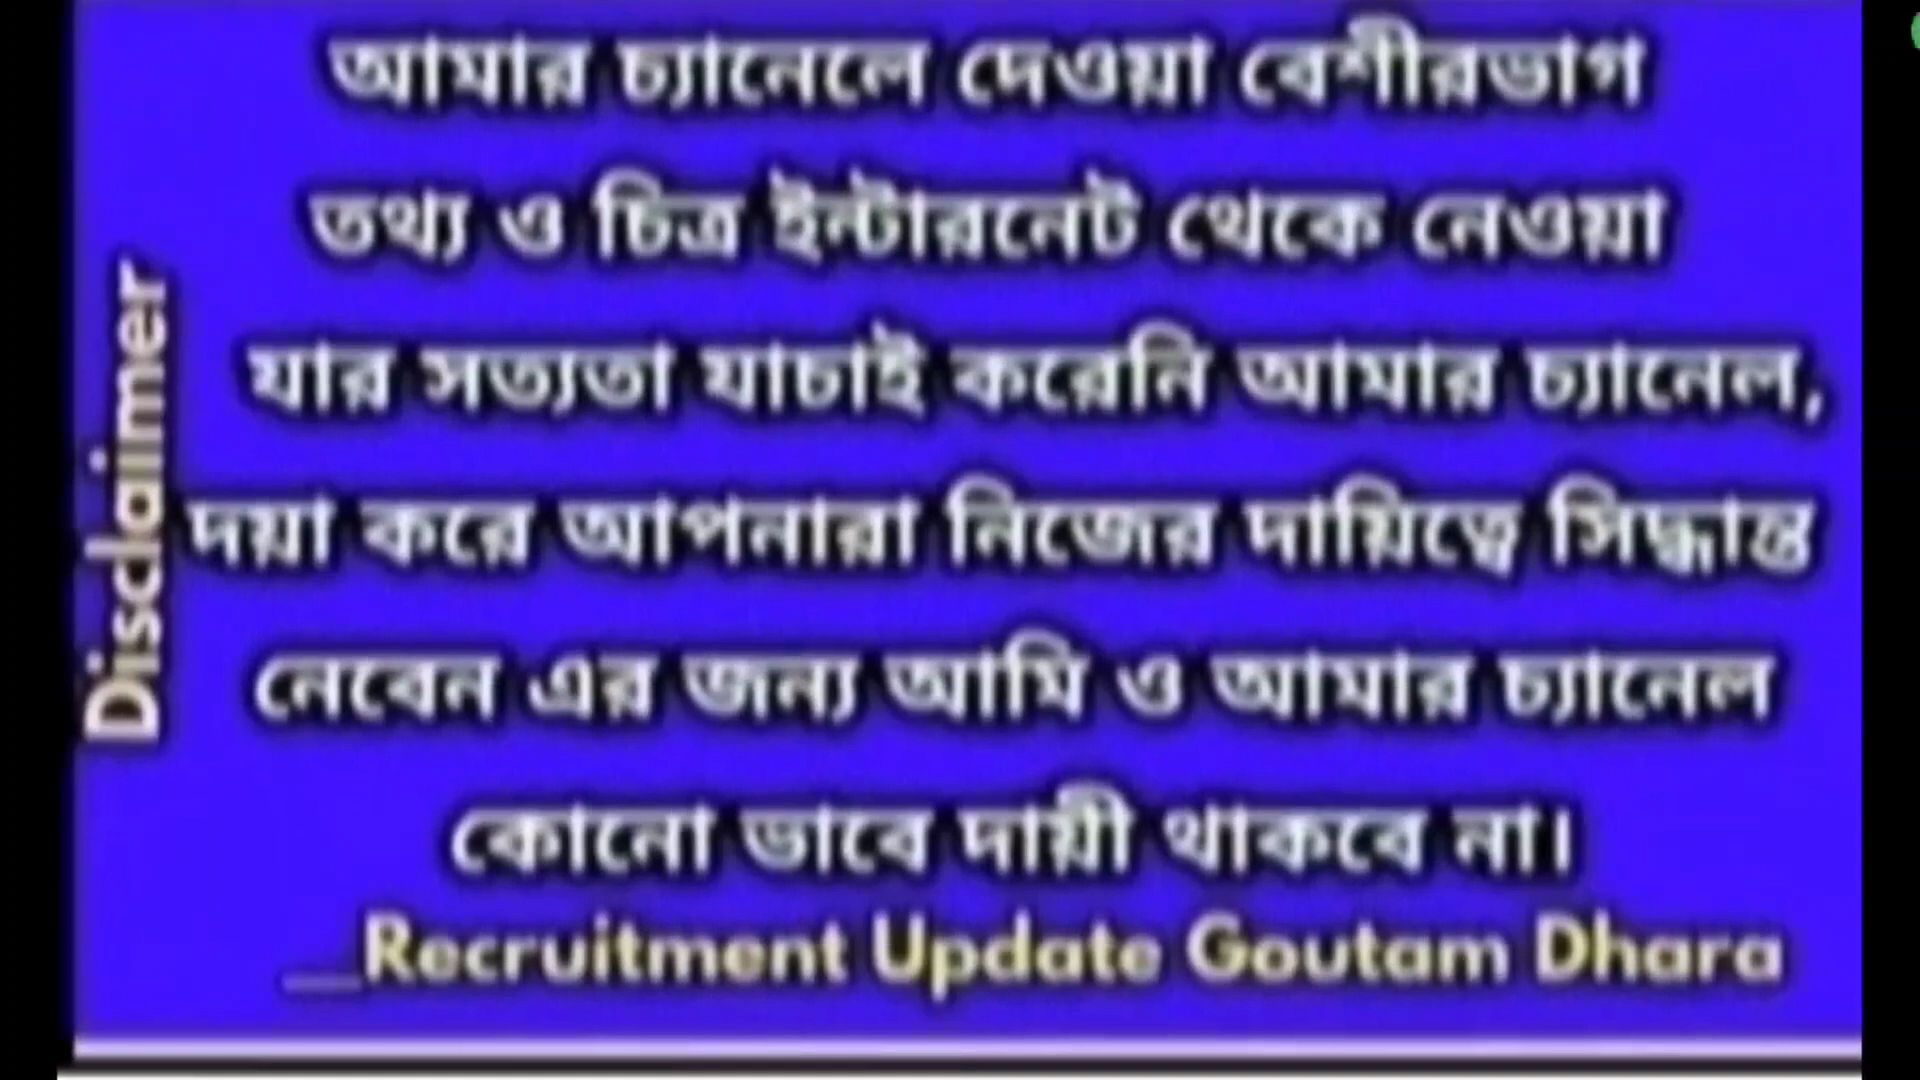 Disclaimer
আমার চ্যানেলে দেওয়া বেশীরভাগ
তথ্য ও চিত্র ইন্টারনেট থেকে নেওয়া
যার সত্যতা যাচাই করেনি আমার চ্যানেল,
দয়া করে আপনারা নিজের দায়িত্বে সিদ্ধান্ত
নেবেন এর জন্য আমি ও আমার চ্যানেল
কোনো ভাবে দায়ী থাকবে না।
__Recruitment Update Goutam Dhara